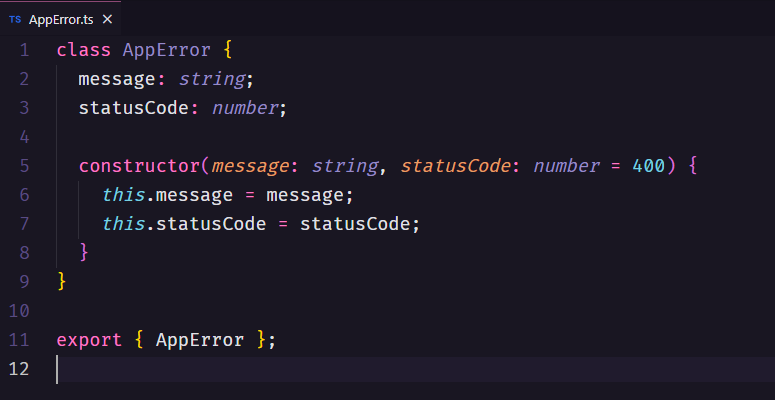 TS AppError.ts ×
1 class AppError {
2   message: string;
3   statusCode: number;
4
5   constructor(message: string, statusCode: number = 400) {
6     this.message = message;
7     this.statusCode = statusCode;
8   }
9 }
10
11 export { AppError };
12